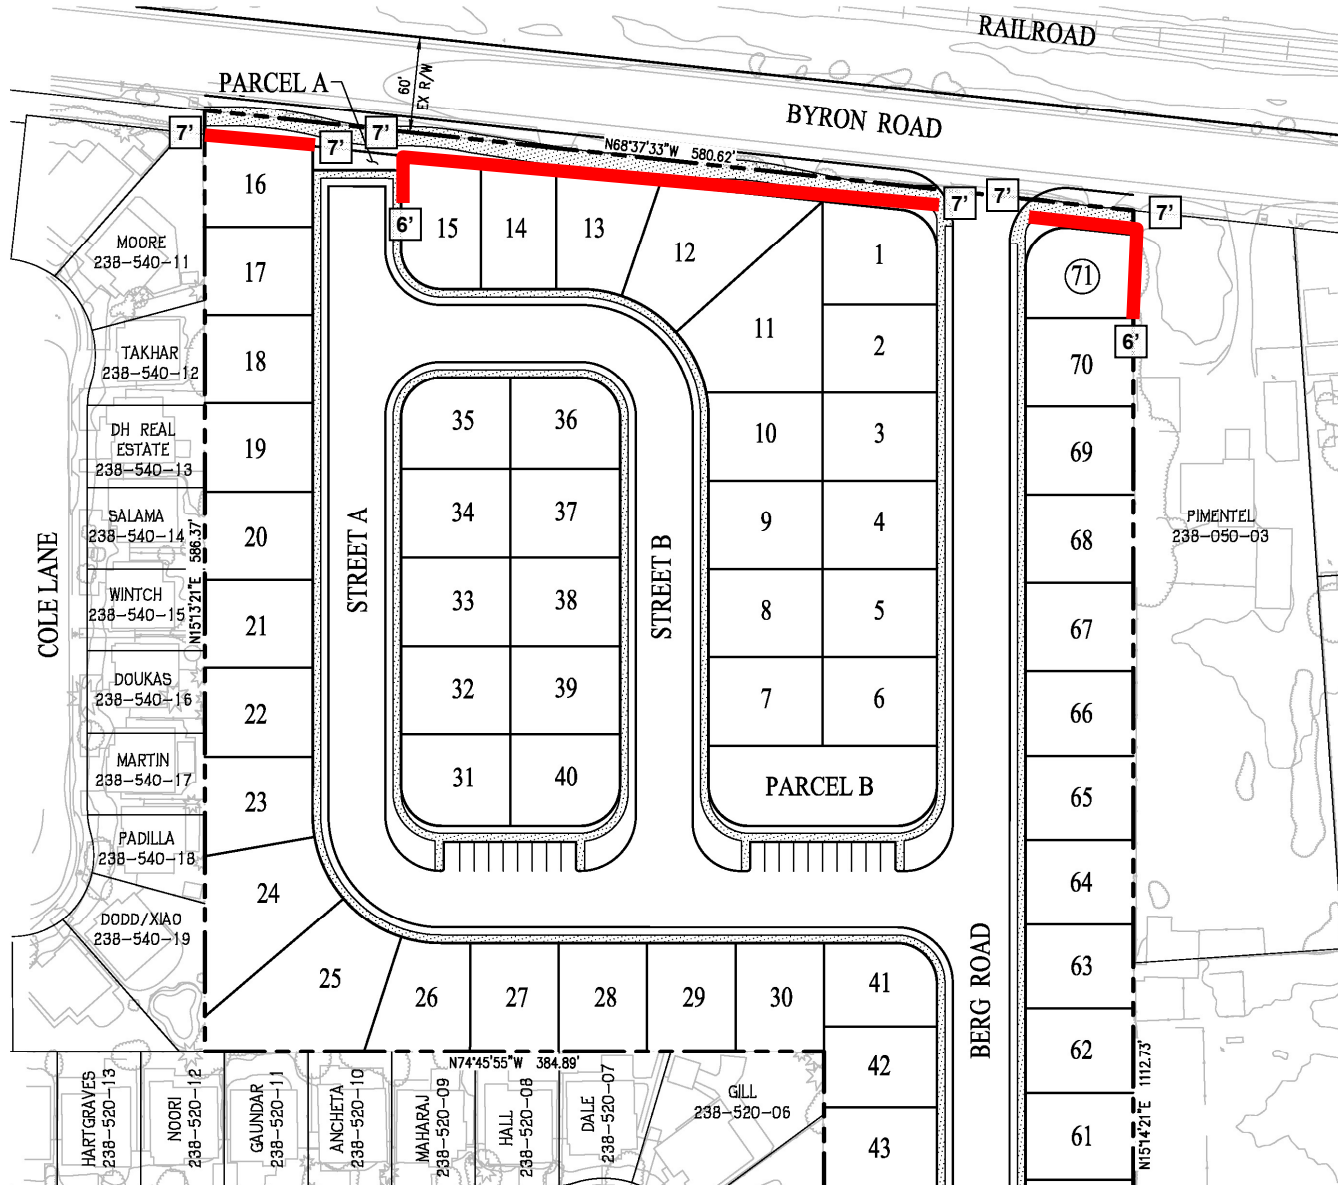 RAILROAD
PARCEL A
60'
EX R/W
BYRON ROAD
N68°37'33"W 580.62'
7'
7'
7'
7'
7'
7'
6'
6'
16
15
14
13
12
1
71
17
11
2
70
18
35
36
10
3
69
19
34
37
9
4
68
20
33
38
8
5
67
21
32
39
7
6
66
22
31
40
PARCEL B
65
23
24
64
25
26
27
28
29
30
41
63
42
62
43
61
STREET A
STREET B
BERG ROAD
COLE LANE
MOORE
238-540-11
TAKHAR
238-540-12
DH REAL
ESTATE
238-540-13
SALAMA
238-540-14
WINTCH
238-540-15
DOUKAS
238-540-16
MARTIN
238-540-17
PADILLA
238-540-18
DODD/XIAO
238-540-19
N15°13'21"E 586.37'
PIMENTEL
238-050-03
N15°14'21"E 1112.73'
N74°45'55"W 384.89'
HARTGRAVES
238-520-13
NOORI
238-520-12
GAUNDAR
238-520-11
ANCHETA
238-520-10
MAHARAJ
238-520-09
HALL
238-520-08
DALE
238-520-07
GILL
238-520-06